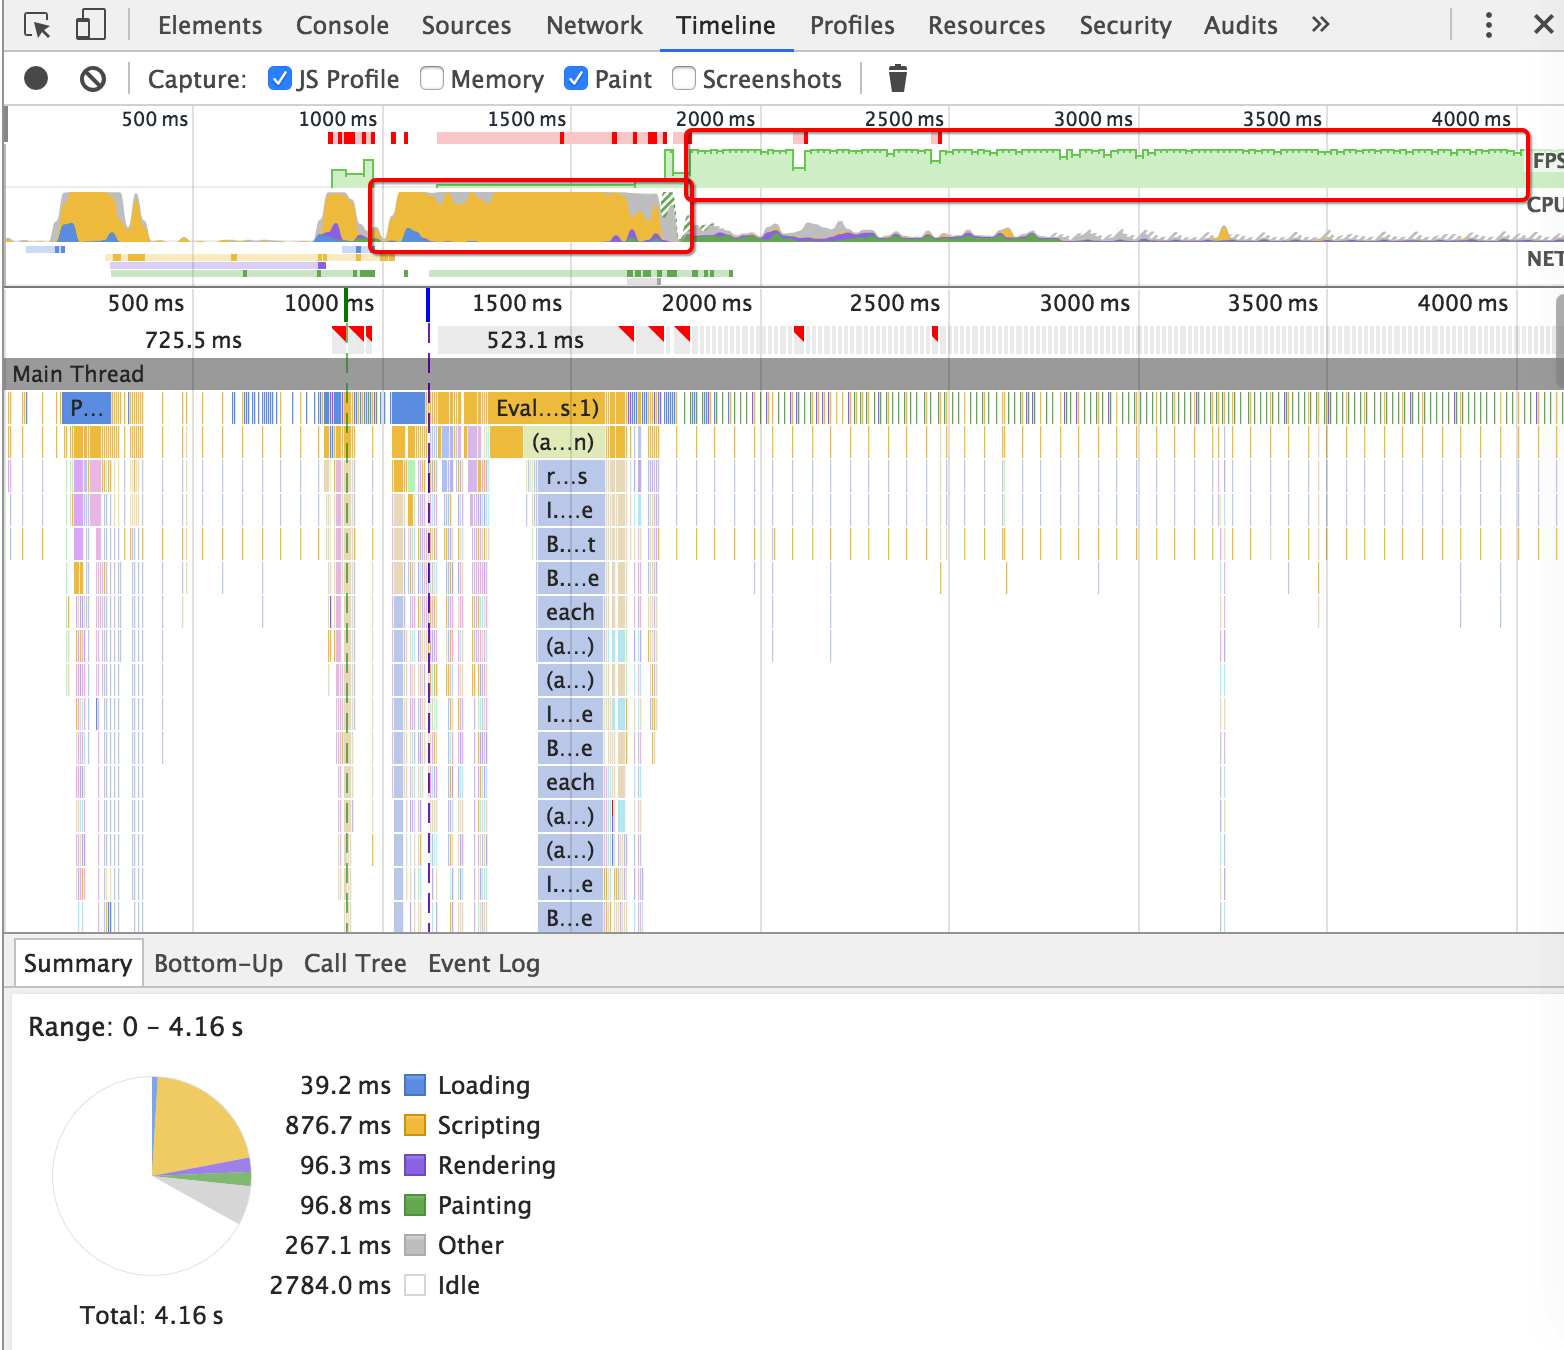 Elements Console Sources Network Timeline Profiles Resources Security Audits »
Capture: JS Profile Memory Paint Screenshots
500 ms 1000 ms 1500 ms 2000 ms 2500 ms 3000 ms 3500 ms 4000 ms
FPS
CPU
NET
500 ms 1000 ms 1500 ms 2000 ms 2500 ms 3000 ms 3500 ms 4000 ms
725.5 ms 523.1 ms
Main Thread
P... Eval...s:1)
(a...n)
r...s
I....e
B....t
B....e
each
(a...)
(a...)
I....e
B...e
each
(a...)
(a...)
I....e
B...e
Summary Bottom-Up Call Tree Event Log
Range: 0 – 4.16 s
39.2 ms Loading
876.7 ms Scripting
96.3 ms Rendering
96.8 ms Painting
267.1 ms Other
2784.0 ms Idle
Total: 4.16 s